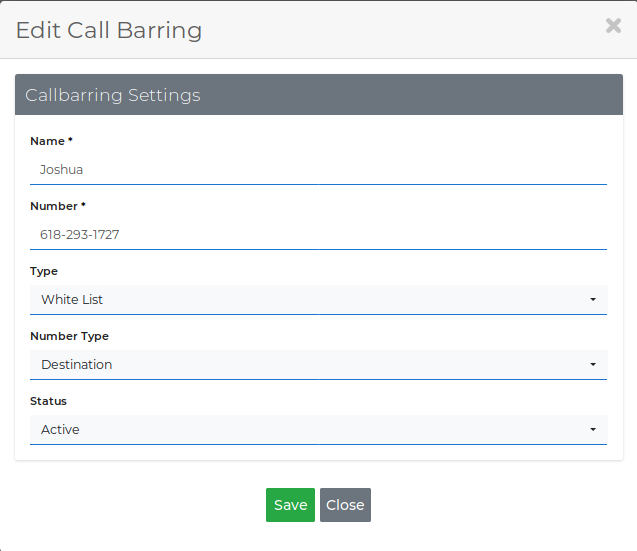 Edit Call Barring
Callbarring Settings
Name *
Joshua
Number *
618-293-1727
Type
White List
Number Type
Destination
Status
Active
Save Close